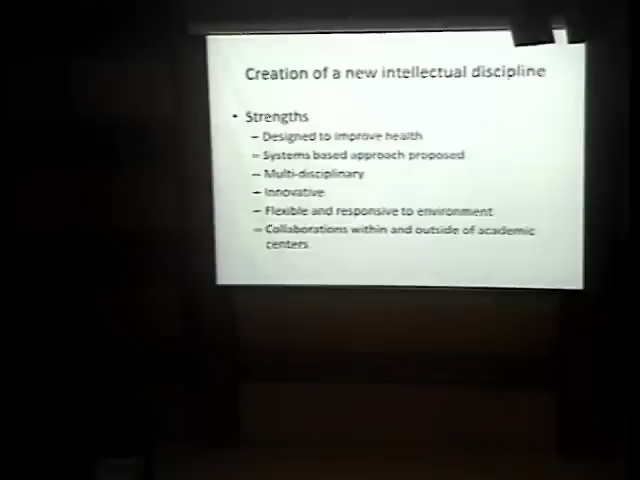 Creation of a new intellectual discipline
• Strengths
– Designed to improve health
– Systems based approach proposed
– Multi-disciplinary
– Innovative
– Flexible and responsive to environment
– Collaborations within and outside of academic
centers